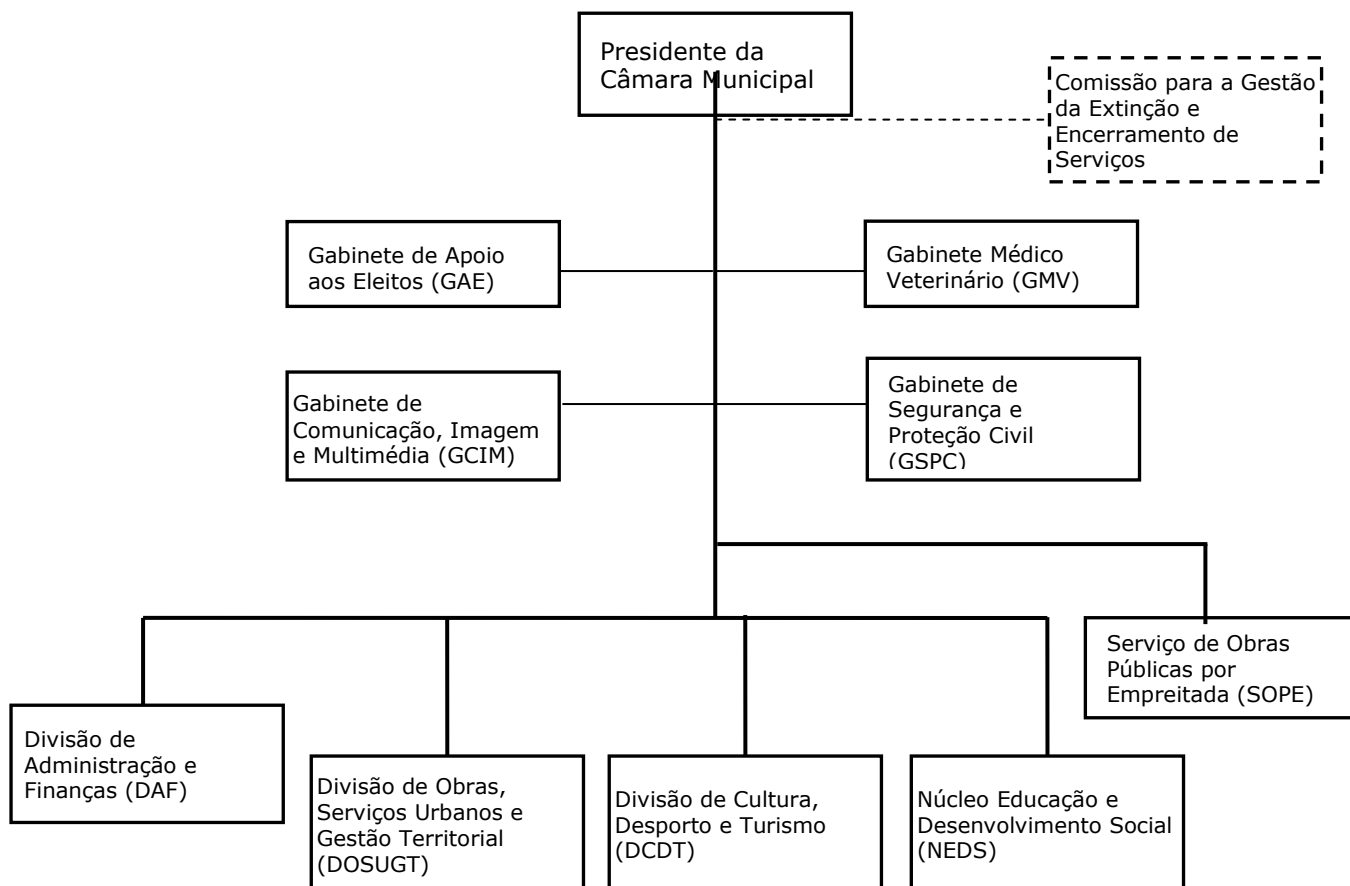 Presidente da
Câmara Municipal
Comissão para a Gestão
da Extinção e
Encerramento de
Serviços
Gabinete de Apoio
aos Eleitos (GAE)
Gabinete Médico
Veterinário (GMV)
Gabinete de
Comunicação, Imagem
e Multimédia (GCIM)
Gabinete de
Segurança e
Proteção Civil
(GSPC)
Serviço de Obras
Públicas por
Empreitada (SOPE)
Divisão de
Administração e
Finanças (DAF)
Divisão de Obras,
Serviços Urbanos e
Gestão Territorial
(DOSUGT)
Divisão de Cultura,
Desporto e Turismo
(DCDT)
Núcleo Educação e
Desenvolvimento Social
(NEDS)